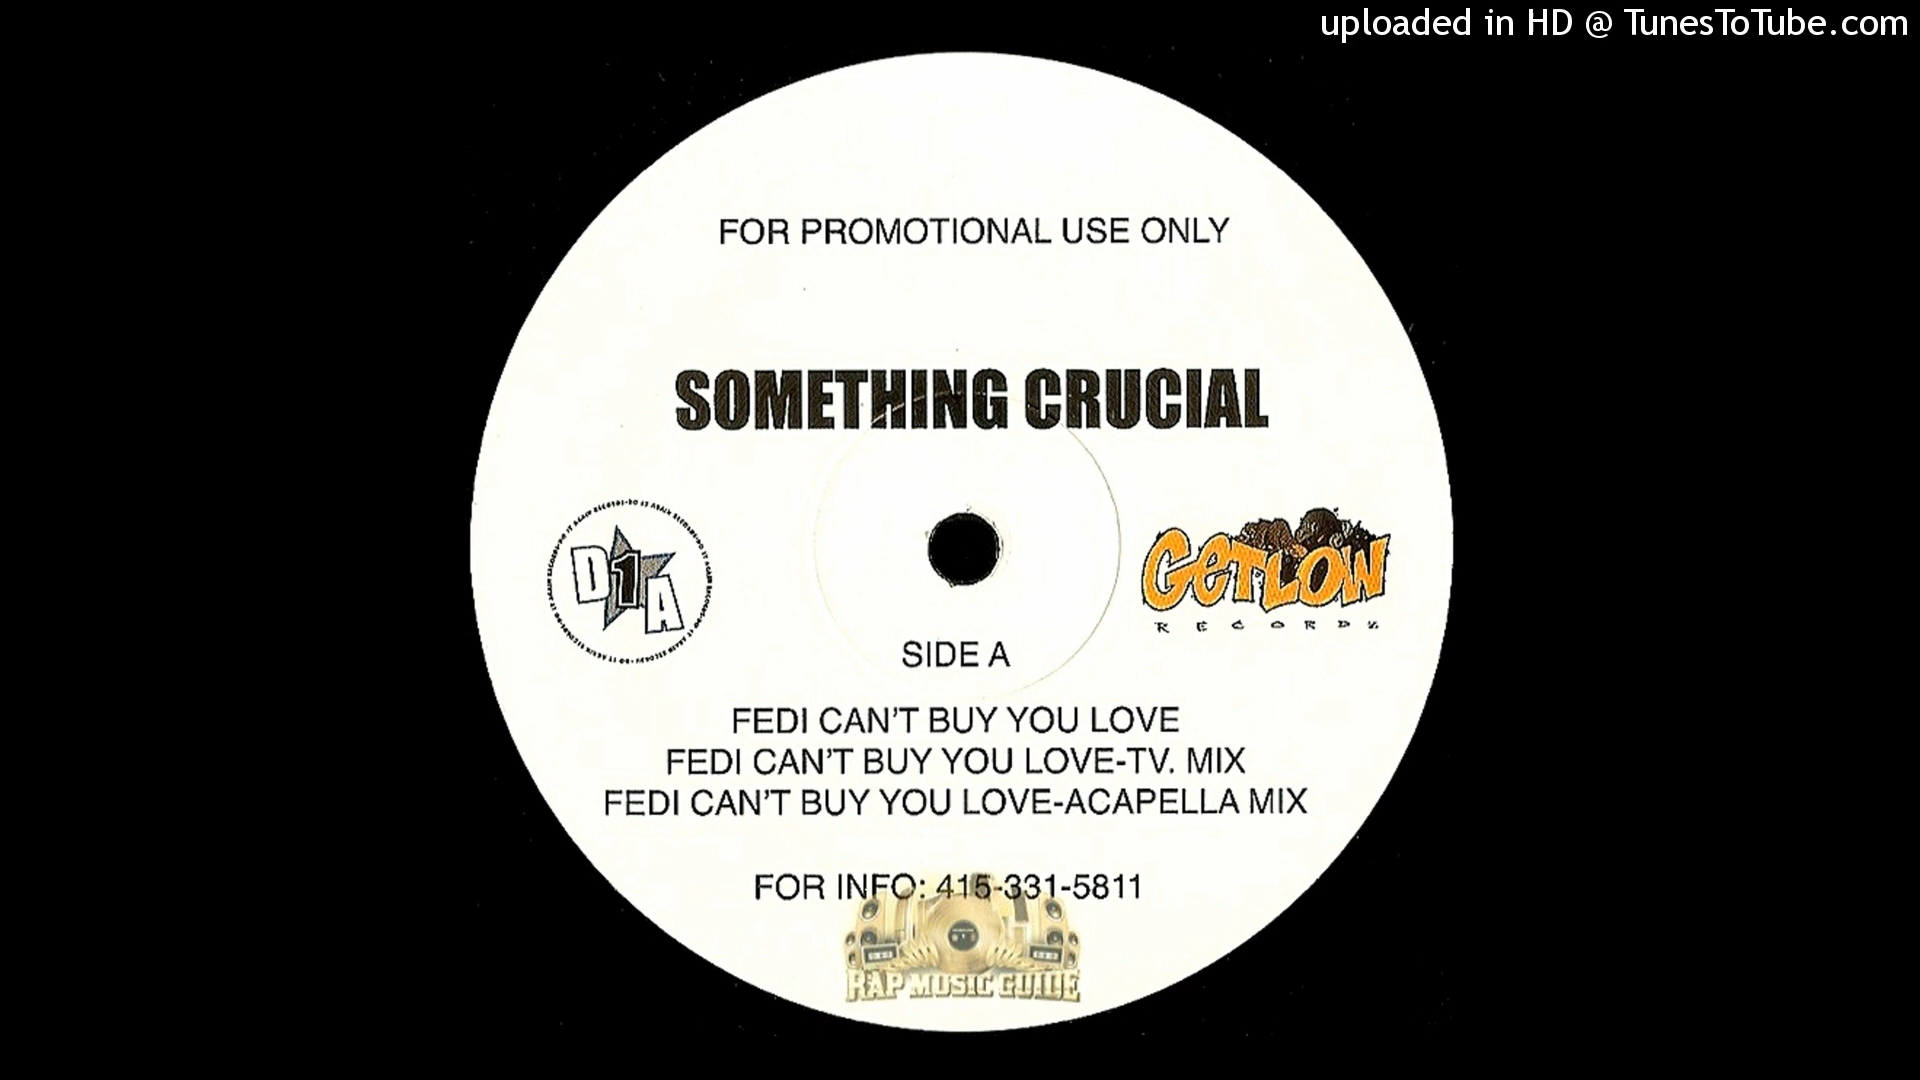 uploaded in HD @ TunesToTube.com
FOR PROMOTIONAL USE ONLY
SOMETHING CRUCIAL
D1A
GETLOW
RECORDZ
SIDE A
FEDI CAN'T BUY YOU LOVE
FEDI CAN'T BUY YOU LOVE-TV. MIX
FEDI CAN'T BUY YOU LOVE-ACAPELLA MIX
FOR INFO: 415-331-5811
RAP MUSIC GUIDE